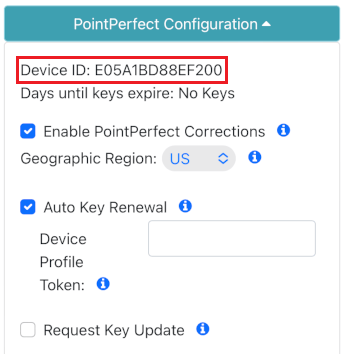 PointPerfect Configuration
Device ID: E05A1BD88EF200
Days until keys expire: No Keys
Enable PointPerfect Corrections
Geographic Region: US
Auto Key Renewal
Device
Profile
Token:
Request Key Update